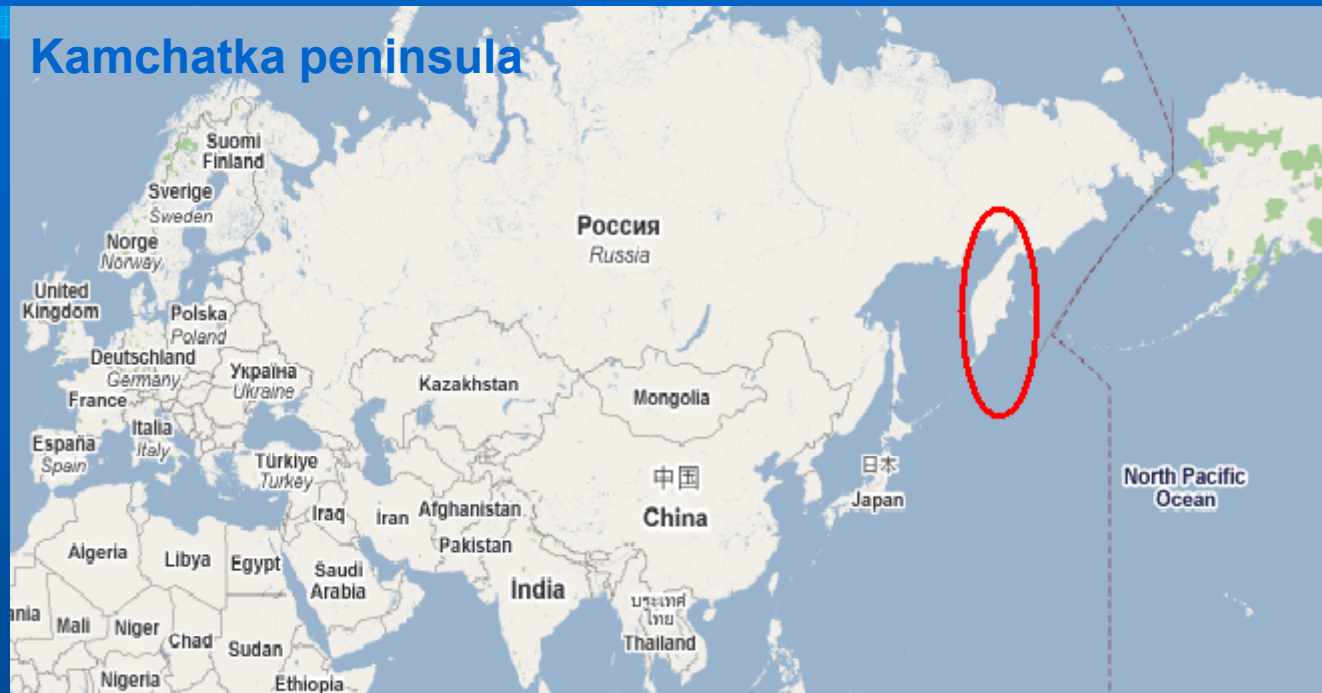 Kamchatka peninsula
Suomi
Finland
Sverige
Sweden
Norge
Norway
Россия
Russia
United
Kingdom
Polska
Poland
Deutschland
Germany
Україна
Ukraine
France
Kazakhstan
Mongolia
Italia
Italy
España
Spain
Türkiye
Turkey
中国
China
日本
Japan
North Pacific
Ocean
Iraq
Iran
Afghanistan
Pakistan
Algeria
Libya
Egypt
Saudi
Arabia
India
ประเทศ
ไทย
Thailand
ania
Mali
Niger
Chad
Sudan
Nigeria
Ethiopia